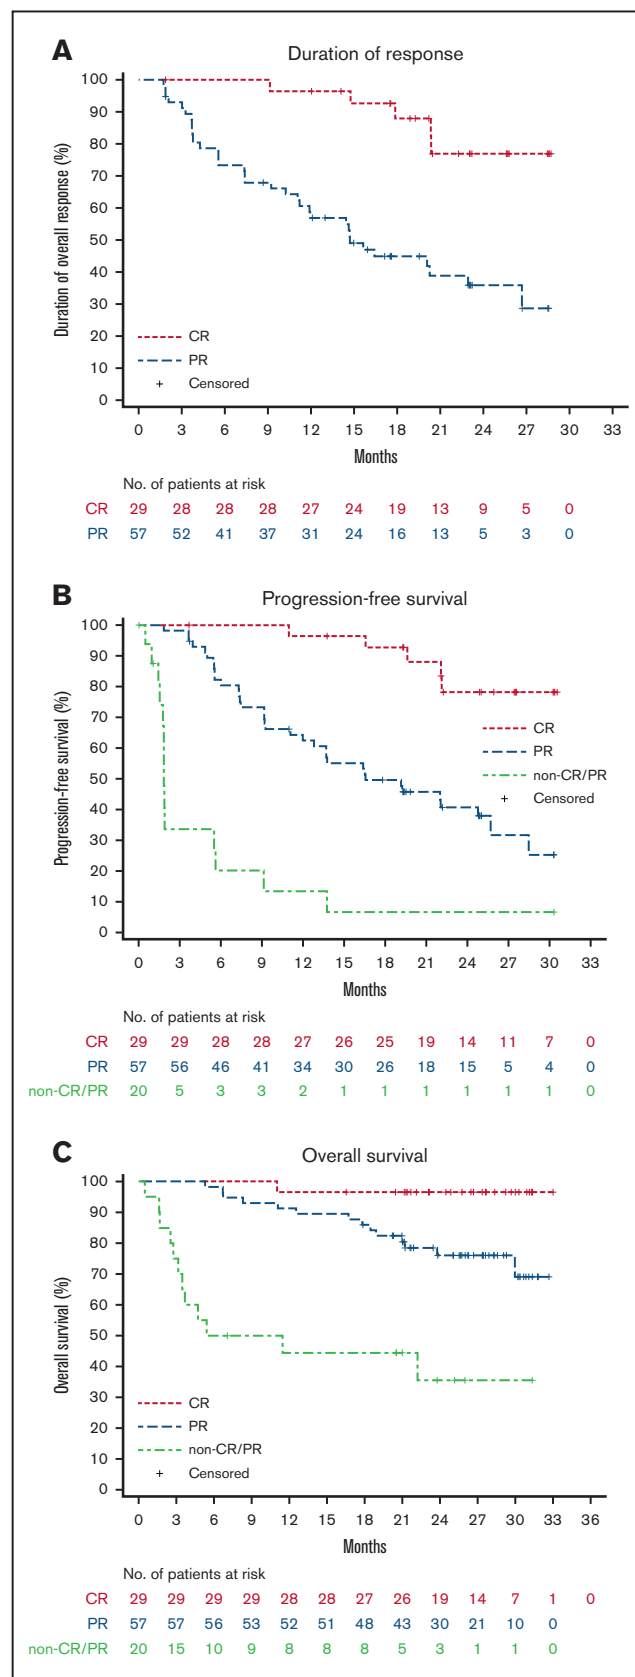 A Duration of response
100
90
80
70
60
50
40
30
20
10
0
Duration of overall response (%)
CR
PR
Censored
0 3 6 9 12 15 18 21 24 27 30 33
Months
No. of patients at risk
CR 29 28 28 28 27 24 19 13 9 5 0
PR 57 52 41 37 31 24 16 13 5 3 0
B Progression-free survival
100
90
80
70
60
50
40
30
20
10
0
Progression-free survival (%)
CR
PR
non-CR/PR
Censored
0 3 6 9 12 15 18 21 24 27 30 33
Months
No. of patients at risk
CR 29 29 28 28 27 26 25 19 14 11 7 0
PR 57 56 46 41 34 30 26 18 15 5 4 0
non-CR/PR 20 5 3 3 2 1 1 1 1 1 1 0
C Overall survival
100
90
80
70
60
50
40
30
20
10
0
Overall survival (%)
CR
PR
non-CR/PR
Censored
0 3 6 9 12 15 18 21 24 27 30 33 36
Months
No. of patients at risk
CR 29 29 29 29 28 28 27 26 19 14 7 1 0
PR 57 57 56 53 52 51 48 43 30 21 10 0
non-CR/PR 20 15 10 9 8 8 8 5 3 1 1 0